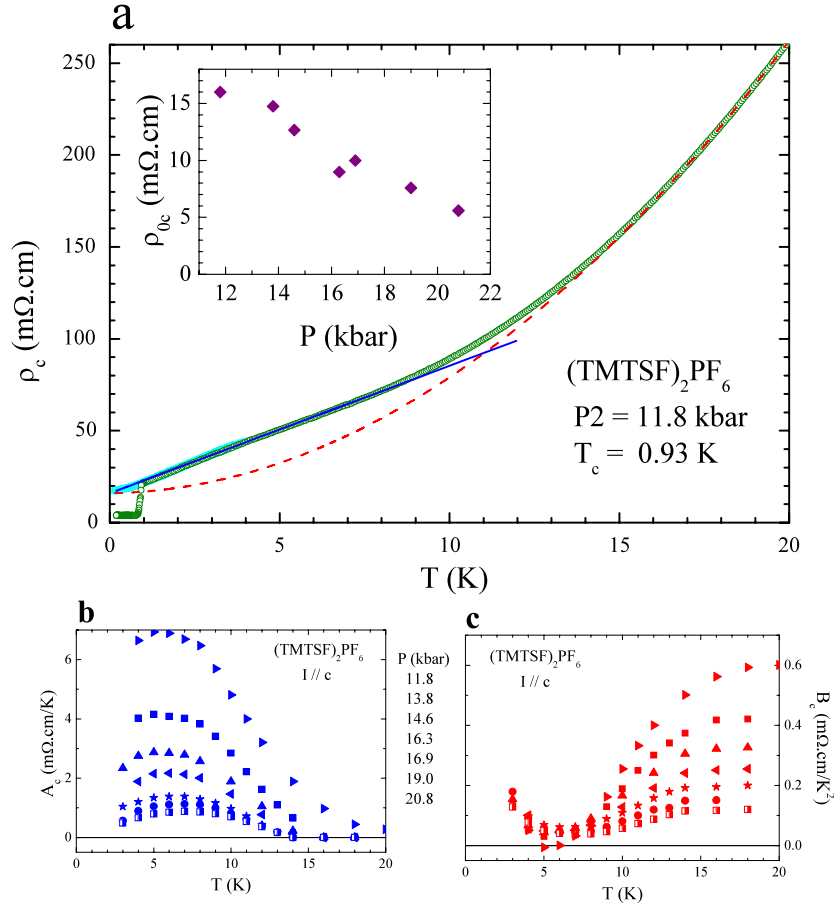 a
250
200
150
100
50
0
ρc (mΩ.cm)
15
10
5
0
ρ0c (mΩ.cm)
12 14 16 18 20 22
P (kbar)
(TMTSF)2PF6
P2 = 11.8 kbar
Tc = 0.93 K
0 5 10 15 20
T (K)
b
6
4
2
0
Ac (mΩ.cm/K)
(TMTSF)2PF6
I // c
0 5 10 15 20
T (K)
P (kbar)
11.8
13.8
14.6
16.3
16.9
19.0
20.8
c
(TMTSF)2PF6
I // c
0.6
0.4
0.2
0.0
Bc (mΩ.cm/K2)
0 5 10 15 20
T (K)